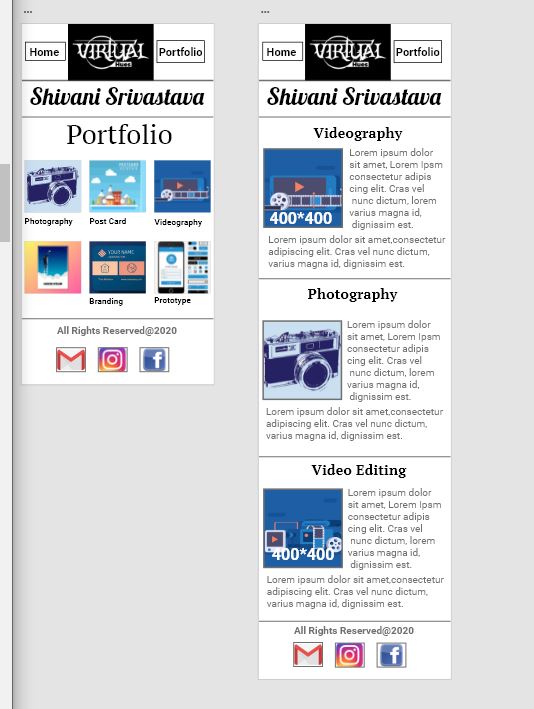 ...
Home
VIRTUAL
Hues
Portfolio
Shivani Srivastava
Portfolio
Photography
Post Card
Videography
YOUR NAME
Branding
Prototype
All Rights Reserved@2020
...
Home
VIRTUAL
Hues
Portfolio
Shivani Srivastava
Videography
400*400
Lorem ipsum dolor
sit amet, Lorem Ipsm
consectetur adipis
cing elit. Cras vel
nunc dictum, lorem
varius magna id,
dignissim est.
Lorem ipsum dolor sit amet,consectetur
adipiscing elit. Cras vel nunc dictum,
varius magna id, dignissim est.
Photography
Lorem ipsum dolor
sit amet, Lorem Ipsm
consectetur adipis
cing elit. Cras vel
nunc dictum, lorem
varius magna id,
dignissim est.
Lorem ipsum dolor sit amet,consectetur
adipiscing elit. Cras vel nunc dictum,
varius magna id, dignissim est.
Video Editing
400*400
Lorem ipsum dolor
sit amet, Lorem Ipsm
consectetur adipis
cing elit. Cras vel
nunc dictum, lorem
varius magna id,
dignissim est.
Lorem ipsum dolor sit amet,consectetur
adipiscing elit. Cras vel nunc dictum,
varius magna id, dignissim est.
All Rights Reserved@2020